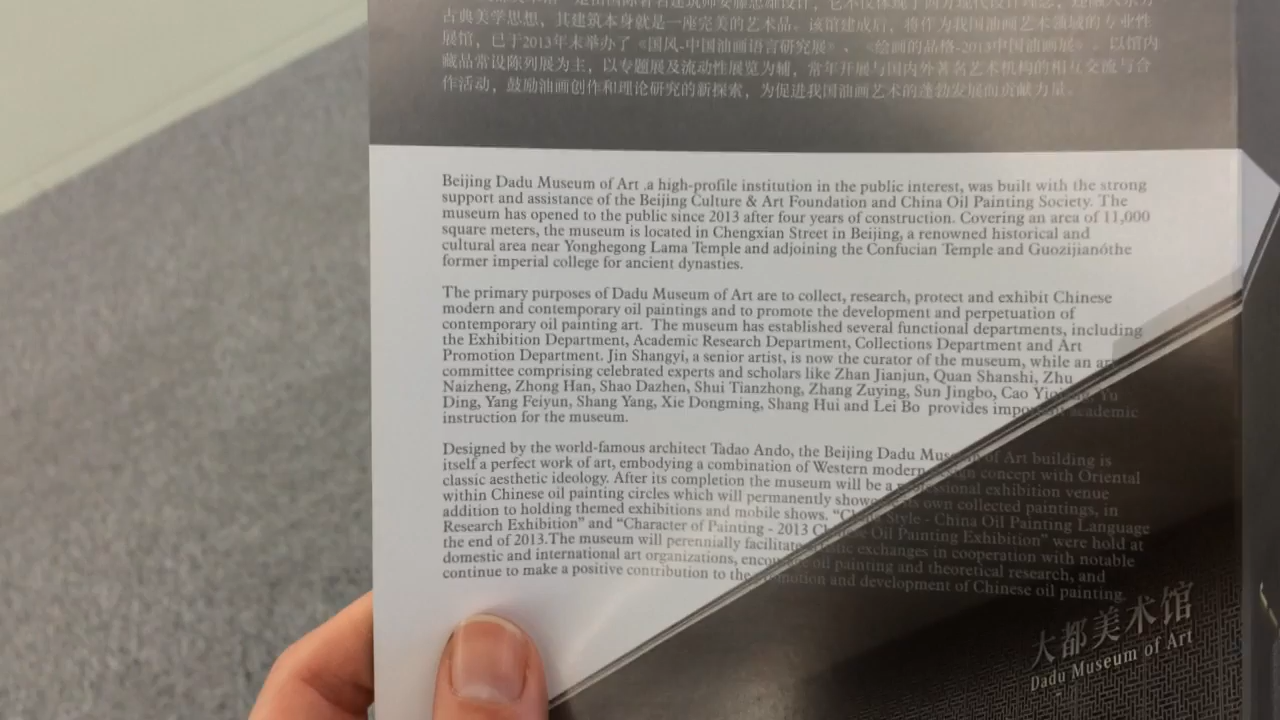 古典美学思想，其建筑本身就是一座完美的艺术品。该馆建成后，将作为我国油画艺术领域的专业性
展馆，已于2013年末举办了《国风-中国油画语言研究展》、《绘画的品格-2013中国油画展》。以馆内
藏品常设陈列展为主，以专题展及流动性展览为辅，常年开展与国内外著名艺术机构的相互交流与合
作活动，鼓励油画创作和理论研究的新探索，为促进我国油画艺术的蓬勃发展而贡献力量。
Beijing Dadu Museum of Art .a high-profile institution in the public interest, was built with the strong
support and assistance of the Beijing Culture & Art Foundation and China Oil Painting Society. The
museum has opened to the public since 2013 after four years of construction. Covering an area of 11,000
square meters, the museum is located in Chengxian Street in Beijing, a renowned historical and
cultural area near Yonghegong Lama Temple and adjoining the Confucian Temple and Guozijianóthe
former imperial college for ancient dynasties.
The primary purposes of Dadu Museum of Art are to collect, research, protect and exhibit Chinese
modern and contemporary oil paintings and to promote the development and perpetuation of
contemporary oil painting art. The museum has established several functional departments, including
the Exhibition Department, Academic Research Department, Collections Department and Art
Promotion Department. Jin Shangyi, a senior artist, is now the curator of the museum, while an art
committee comprising celebrated experts and scholars like Zhan Jianjun, Quan Shanshi, Zhu
Naizheng, Zhong Han, Shao Dazhen, Shui Tianzhong, Zhang Zuying, Sun Jingbo, Cao Yu
Ding, Yang Feiyun, Shang Yang, Xie Dongming, Shang Hui and Lei Bo provides important academic
instruction for the museum.
Designed by the world-famous architect Tadao Ando, the Beijing Dadu Museum of Art building is
itself a perfect work of art, embodying a combination of Western modern design concept with Oriental
classic aesthetic ideology. After its completion the museum will be a professional exhibition venue
within Chinese oil painting circles which will permanently showcase its own collected paintings, in
addition to holding themed exhibitions and mobile shows. “China Style - China Oil Painting Language
Research Exhibition” and “Character of Painting - 2013 Chinese Oil Painting Exhibition” were hold at
the end of 2013.The museum will perennially facilitate artistic exchanges in cooperation with notable
domestic and international art organizations, encourage oil painting and theoretical research, and
continue to make a positive contribution to the promotion and development of Chinese oil painting.
大都美术馆
Dadu Museum of Art